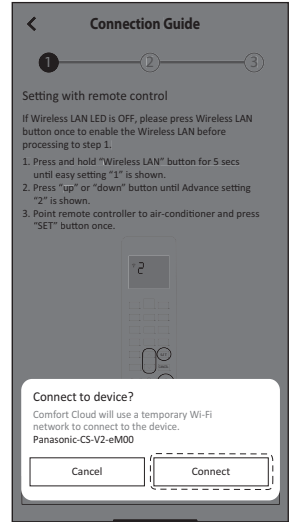 Connection Guide
1
2
3
Setting with remote control
If Wireless LAN LED is OFF, please press Wireless LAN
button once to enable the Wireless LAN before
processing to step 1.
1. Press and hold "Wireless LAN" button for 5 secs
until easy setting "1" is shown.
2. Press "up" or "down" button until Advance setting
"2" is shown.
3. Point remote controller to air-conditioner and press
"SET" button once.
2
Connect to device?
Comfort Cloud will use a temporary Wi-Fi
network to connect to the device.
Panasonic-CS-V2-eM00
Cancel
Connect